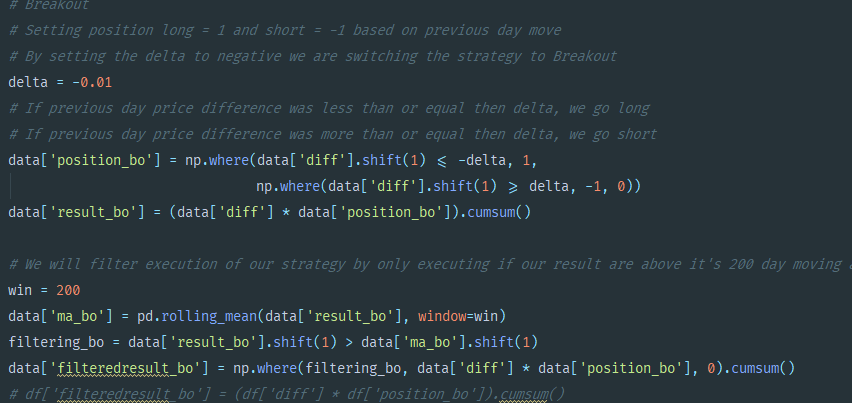 # Breakout
# Setting position long = 1 and short = -1 based on previous day move
# By setting the delta to negative we are switching the strategy to Breakout
delta = -0.01
# If previous day price difference was less than or equal then delta, we go long
# If previous day price difference was more than or equal then delta, we go short
data['position_bo'] = np.where(data['diff'].shift(1) ⩽ -delta, 1,
np.where(data['diff'].shift(1) ⩾ delta, -1, 0))
data['result_bo'] = (data['diff'] * data['position_bo']).cumsum()
# We will filter execution of our strategy by only executing if our result are above it's 200 day moving
win = 200
data['ma_bo'] = pd.rolling_mean(data['result_bo'], window=win)
filtering_bo = data['result_bo'].shift(1) > data['ma_bo'].shift(1)
data['filteredresult_bo'] = np.where(filtering_bo, data['diff'] * data['position_bo'], 0).cumsum()
# df['filteredresult_bo'] = (df['diff'] * df['position_bo']).cumsum()